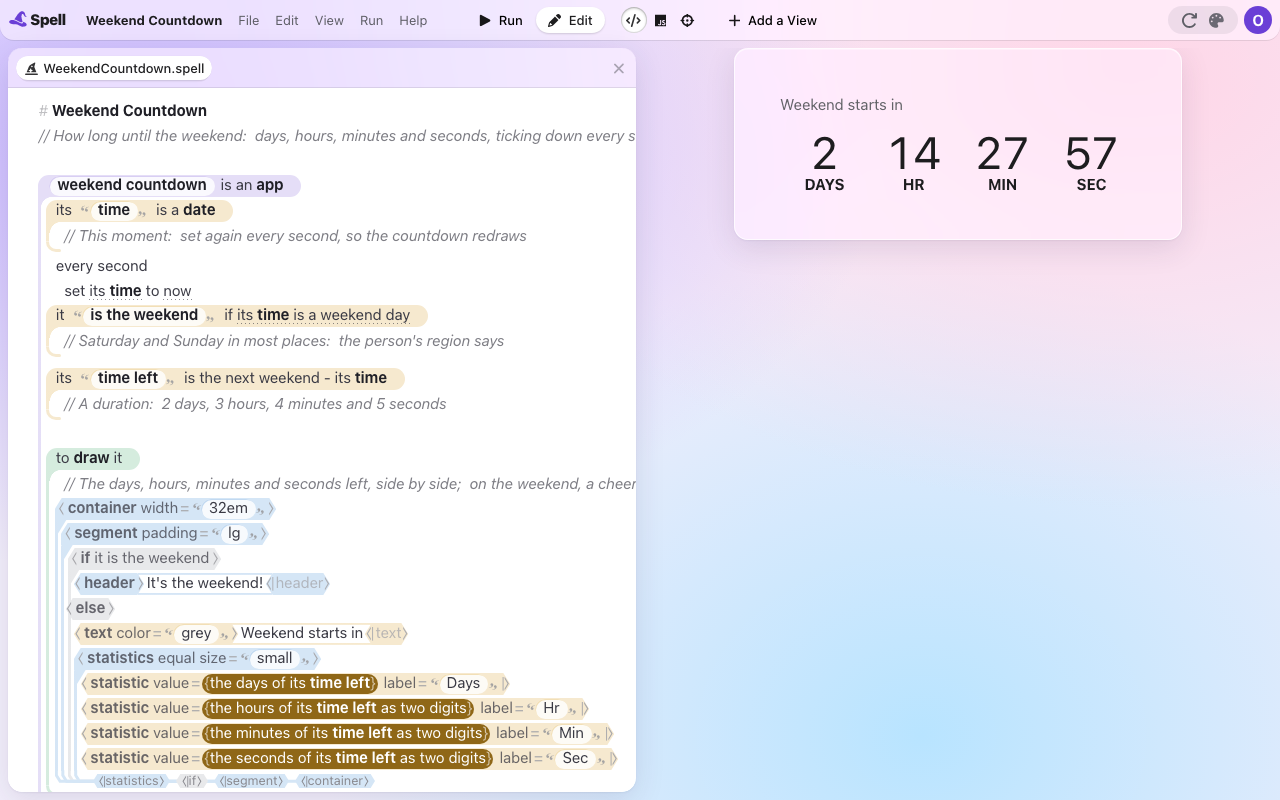 Spell Weekend Countdown File Edit View Run Help Run Edit </> JS Add a View O
WeekendCountdown.spell
# Weekend Countdown
// How long until the weekend: days, hours, minutes and seconds, ticking down every s
weekend countdown is an app
its “ time „ is a date
// This moment: set again every second, so the countdown redraws
every second
set its time to now
it “ is the weekend „ if its time is a weekend day
// Saturday and Sunday in most places: the person's region says
its “ time left „ is the next weekend - its time
// A duration: 2 days, 3 hours, 4 minutes and 5 seconds
to draw it
// The days, hours, minutes and seconds left, side by side; on the weekend, a cheer
⟨container width=“ 32em „⟩
⟨segment padding=“ lg „⟩
⟨if it is the weekend⟩
⟨header⟩ It's the weekend! ⟨|header⟩
⟨else⟩
⟨text color=“ grey „⟩ Weekend starts in ⟨|text⟩
⟨statistics equal size=“ small „⟩
⟨statistic value={the days of its time left} label=“ Days „|⟩
⟨statistic value={the hours of its time left as two digits} label=“ Hr „|⟩
⟨statistic value={the minutes of its time left as two digits} label=“ Min „|⟩
⟨statistic value={the seconds of its time left as two digits} label=“ Sec „|⟩
⟨|statistics⟩ ⟨|if⟩ ⟨|segment⟩ ⟨|container⟩
Weekend starts in
2 14 27 57
DAYS HR MIN SEC